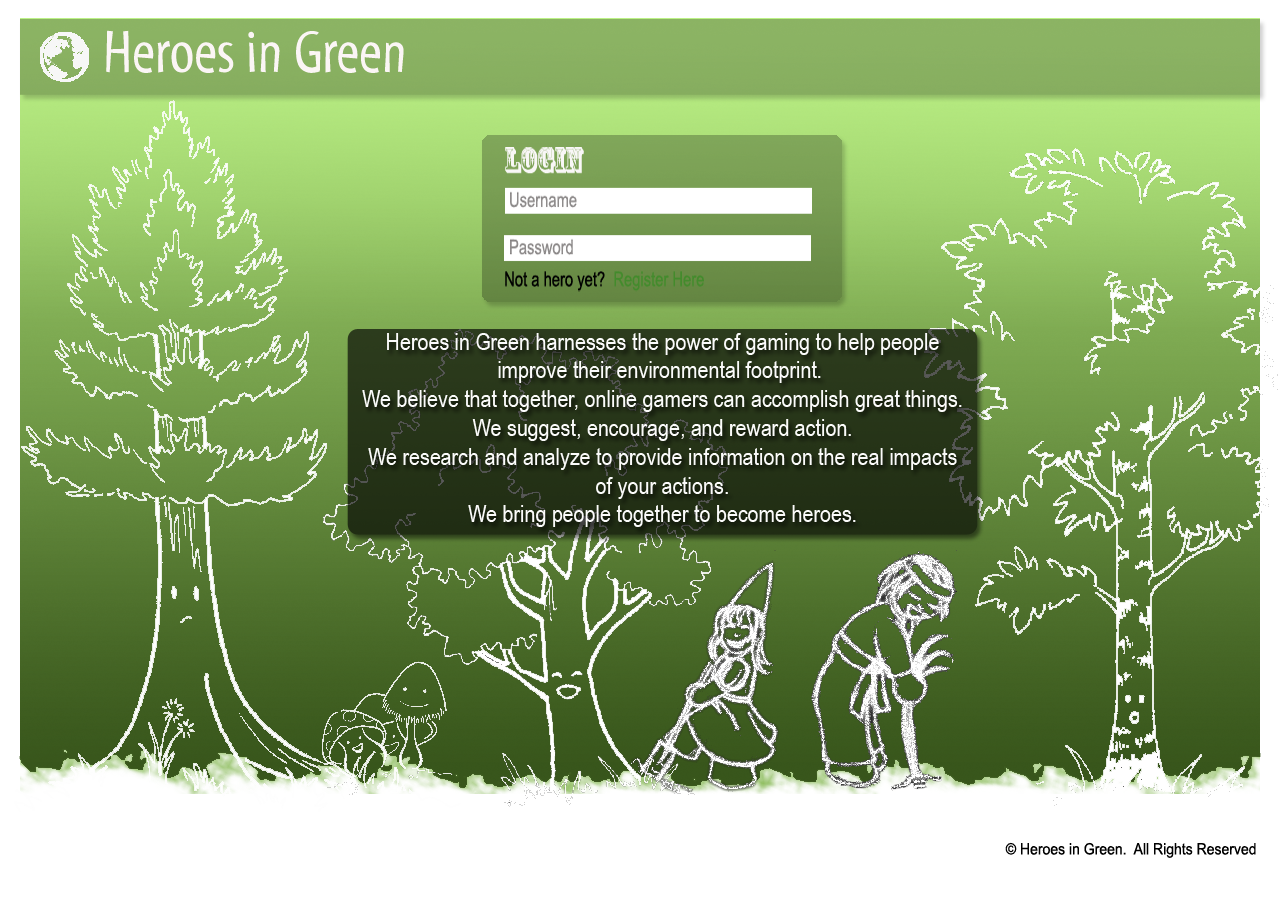 Heroes in Green
LOGIN
Username
Password
Not a hero yet? Register Here
Heroes in Green harnesses the power of gaming to help people
improve their environmental footprint.
We believe that together, online gamers can accomplish great things.
We suggest, encourage, and reward action.
We research and analyze to provide information on the real impacts
of your actions.
We bring people together to become heroes.
© Heroes in Green. All Rights Reserved